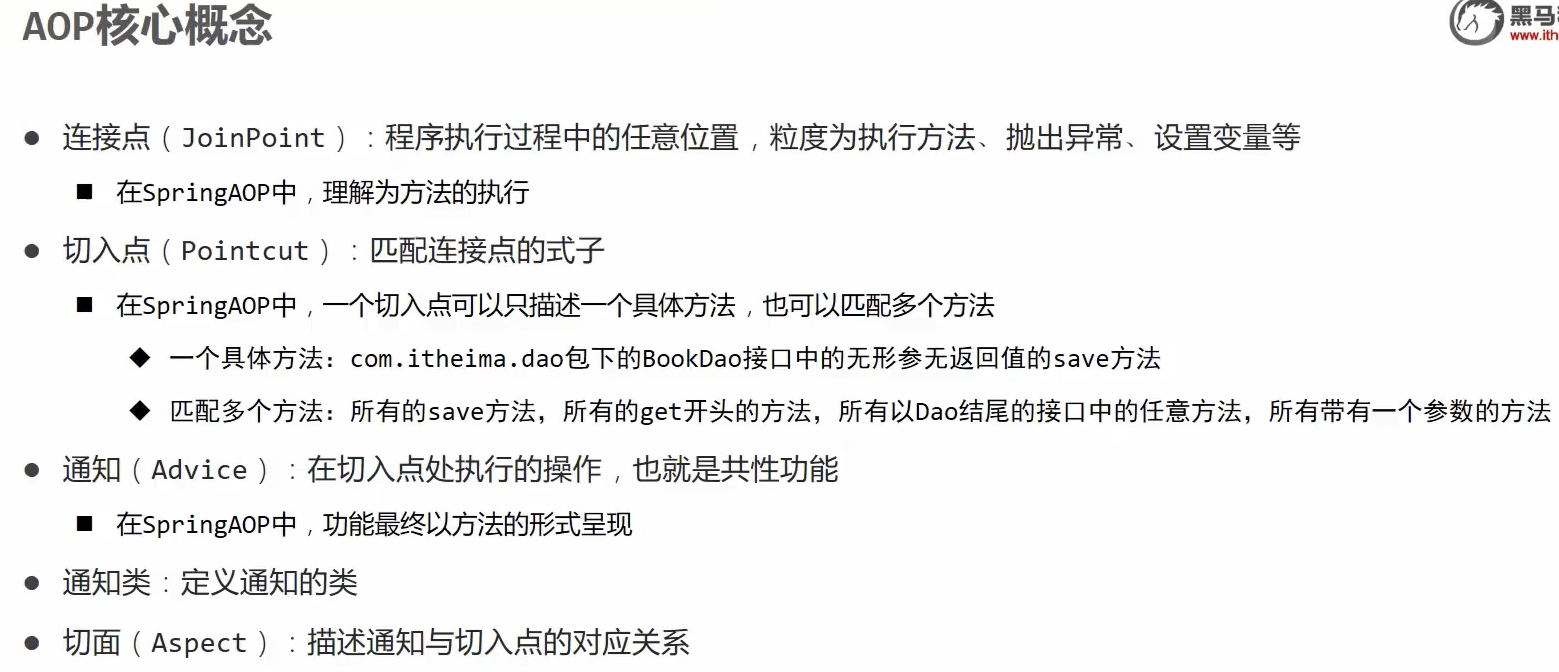 AOP核心概念
黑马
www.ith
连接点（JoinPoint）：程序执行过程中的任意位置，粒度为执行方法、抛出异常、设置变量等
在SpringAOP中，理解为方法的执行
切入点（Pointcut）：匹配连接点的式子
在SpringAOP中，一个切入点可以只描述一个具体方法，也可以匹配多个方法
一个具体方法：com.itheima.dao包下的BookDao接口中的无形参无返回值的save方法
匹配多个方法：所有的save方法，所有的get开头的方法，所有以Dao结尾的接口中的任意方法，所有带有一个参数的方法
通知（Advice）：在切入点处执行的操作，也就是共性功能
在SpringAOP中，功能最终以方法的形式呈现
通知类：定义通知的类
切面（Aspect）：描述通知与切入点的对应关系